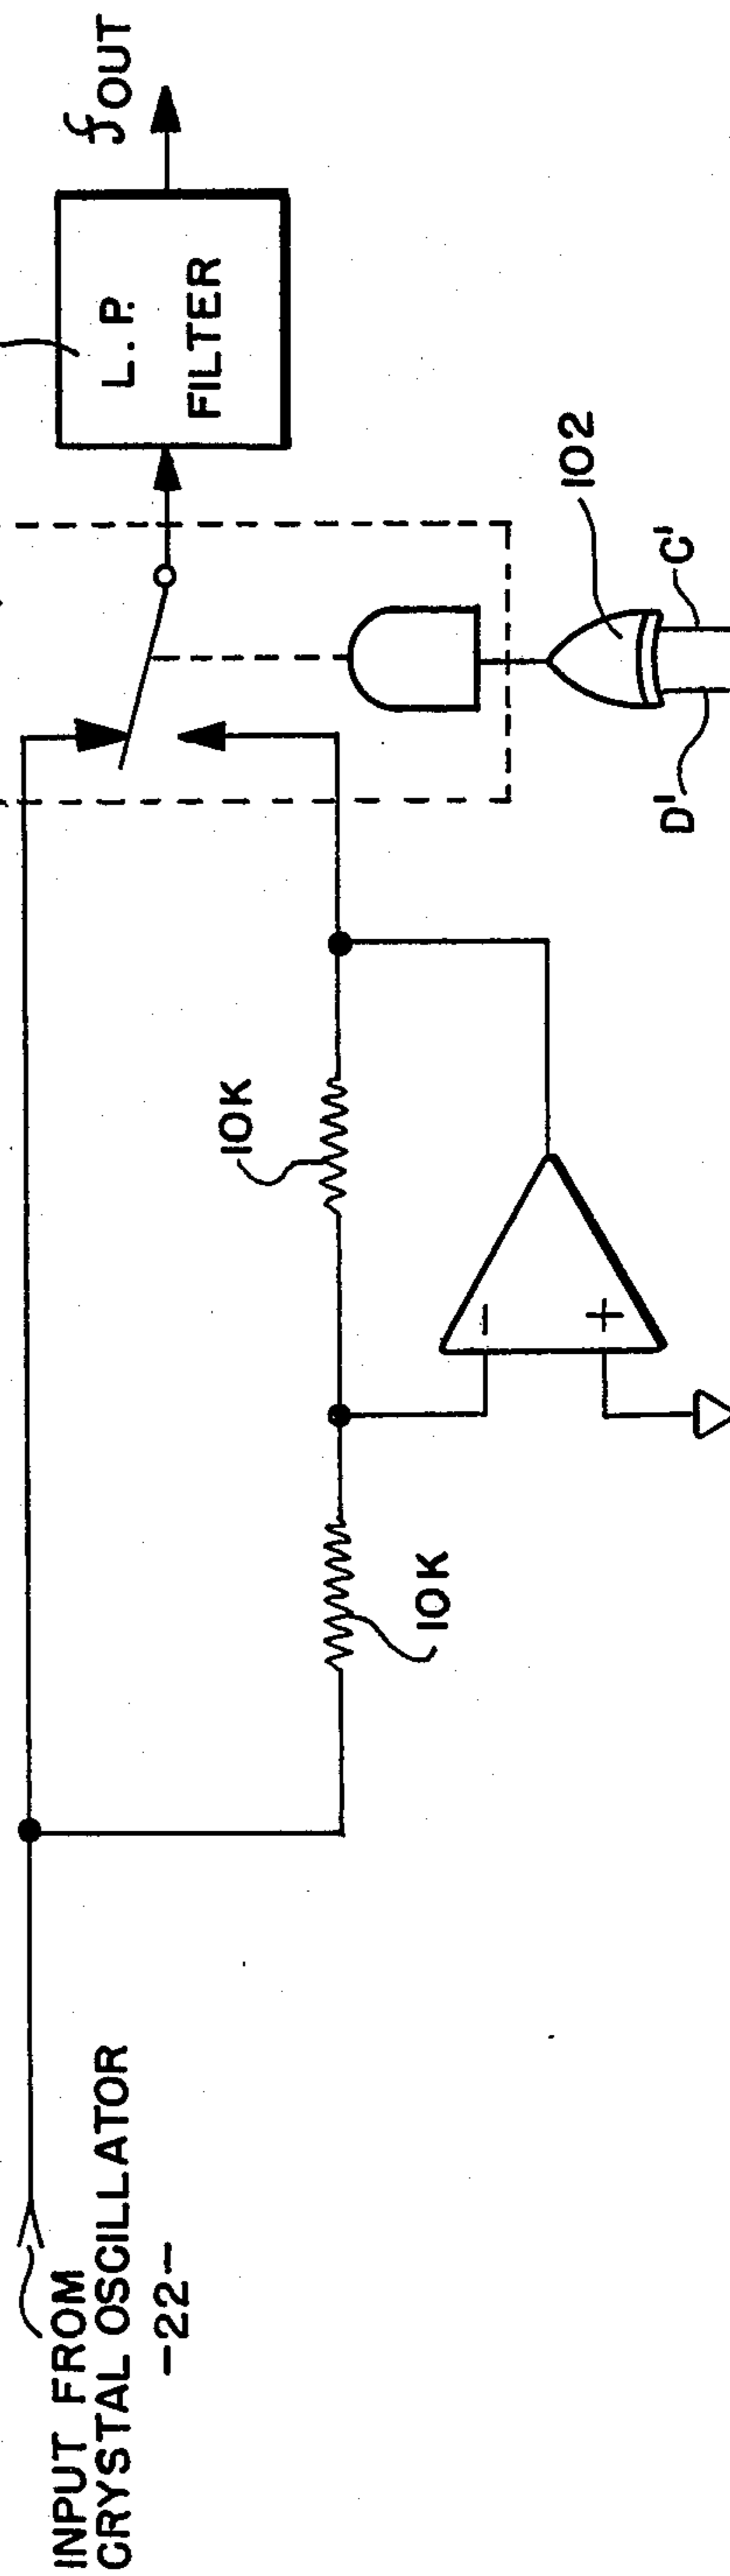 INPUT FROM
CRYSTAL OSCILLATOR
-22-
10K
10K
-
+
D'
C'
102
L.P.
FILTER
fOUT